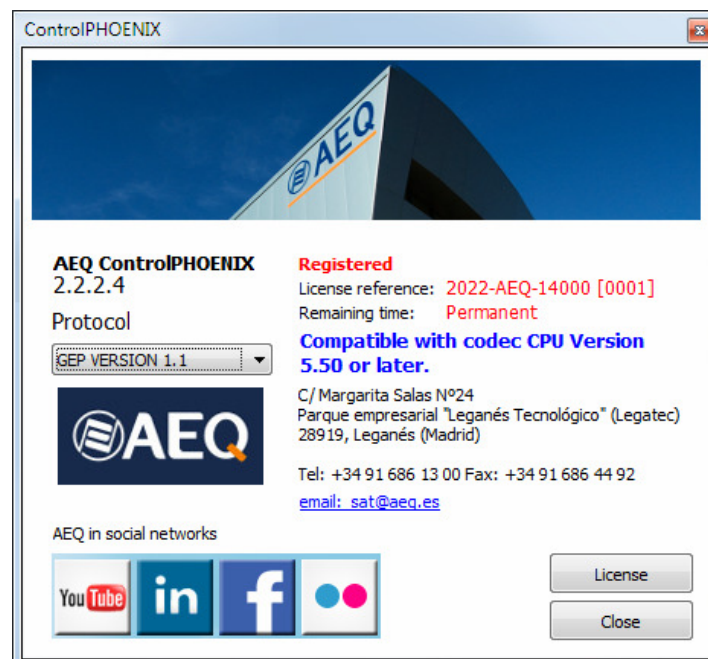 ControlPHOENIX
AEQ
AEQ ControlPHOENIX
2.2.2.4
Protocol
GEP VERSION 1.1
AEQ
Registered
License reference: 2022-AEQ-14000 [0001]
Remaining time: Permanent
Compatible with codec CPU Version
5.50 or later.
C/ Margarita Salas Nº24
Parque empresarial "Leganés Tecnológico" (Legatec)
28919, Leganés (Madrid)
Tel: +34 91 686 13 00 Fax: +34 91 686 44 92
email: sat@aeq.es
AEQ in social networks
You Tube
in
f
License
Close